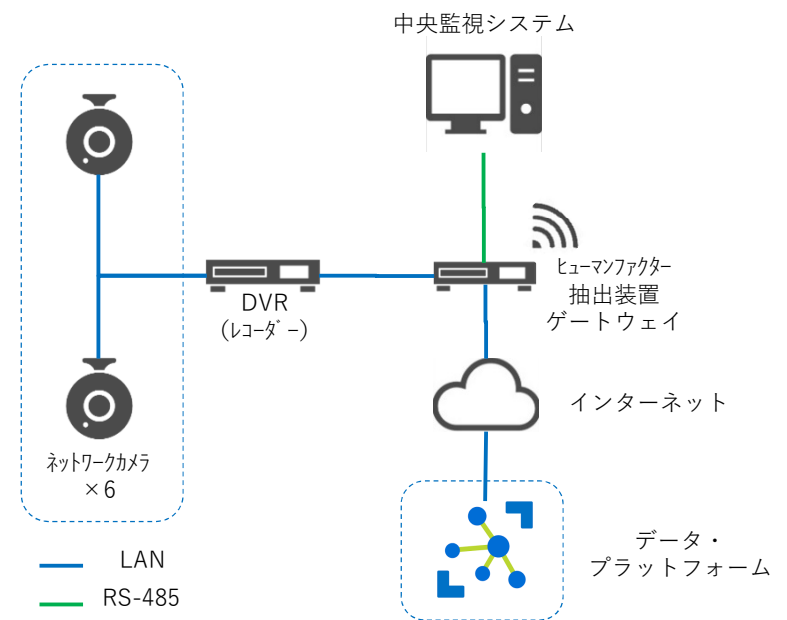 中央監視システム
ﾋｭｰﾏﾝﾌｧｸﾀｰ
抽出装置
ゲートウェイ
DVR
(ﾚｺｰﾀﾞｰ)
インターネット
ﾈｯﾄﾜｰｸｶﾒﾗ
×6
データ・
プラットフォーム
LAN
RS-485